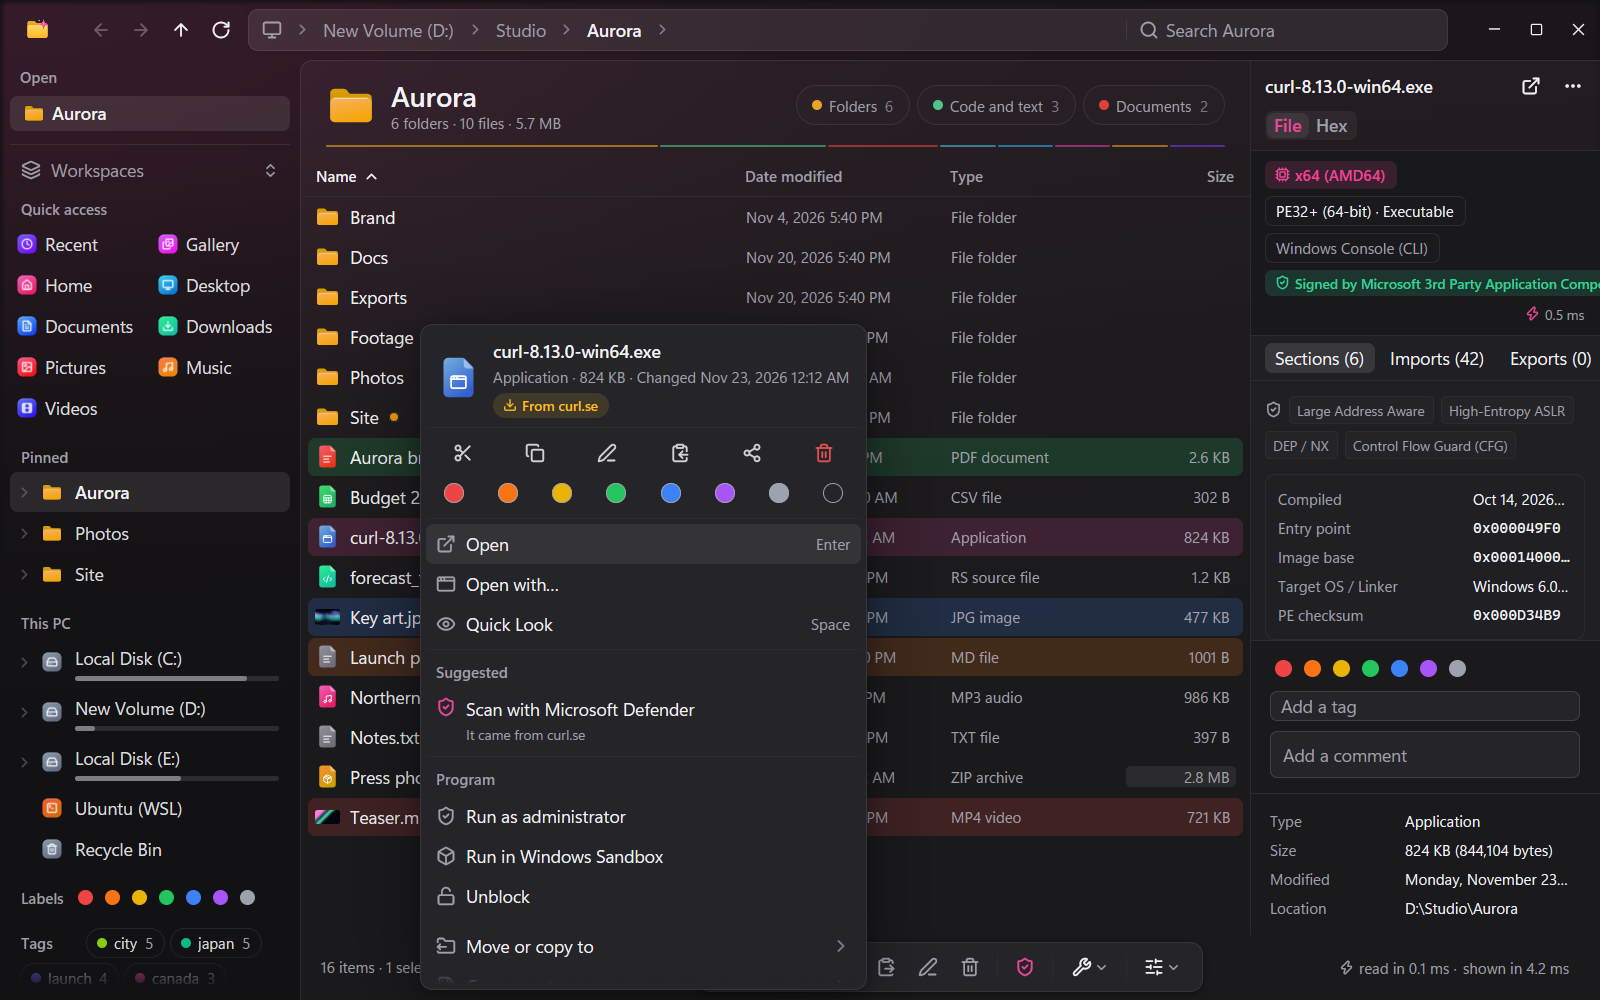 New Volume (D:)
Studio
Aurora
Search Aurora
Open
Aurora
Workspaces
Quick access
Recent
Gallery
Home
Desktop
Documents
Downloads
Pictures
Music
Videos
Pinned
Aurora
Photos
Site
This PC
Local Disk (C:)
New Volume (D:)
Local Disk (E:)
Ubuntu (WSL)
Recycle Bin
Labels
Tags
city 5
japan 5
launch 4
canada 3
Aurora
6 folders · 10 files · 5.7 MB
Folders 6
Code and text 3
Documents 2
Name
Date modified
Type
Size
Brand
Nov 4, 2026 5:40 PM
File folder
Docs
Nov 20, 2026 5:40 PM
File folder
Exports
Nov 20, 2026 5:40 PM
File folder
Footage
PM
File folder
Photos
AM
File folder
Site
PM
File folder
Aurora b
PM
PDF document
2.6 KB
Budget 2
0 AM
CSV file
302 B
curl-8.13.
AM
Application
824 KB
forecast_
PM
RS source file
1.2 KB
Key art.jp
PM
JPG image
477 KB
Launch p
0 PM
MD file
1001 B
Northern
PM
MP3 audio
986 KB
Notes.txt
PM
TXT file
397 B
Press pho
AM
ZIP archive
2.8 MB
Teaser.m
PM
MP4 video
721 KB
16 items · 1 sele
read in 0.1 ms · shown in 4.2 ms
curl-8.13.0-win64.exe
Application · 824 KB · Changed Nov 23, 2026 12:12 AM
From curl.se
Open
Enter
Open with...
Quick Look
Space
Suggested
Scan with Microsoft Defender
It came from curl.se
Program
Run as administrator
Run in Windows Sandbox
Unblock
Move or copy to
curl-8.13.0-win64.exe
File
Hex
x64 (AMD64)
PE32+ (64-bit) · Executable
Windows Console (CLI)
Signed by Microsoft 3rd Party Application Compo
0.5 ms
Sections (6)
Imports (42)
Exports (0)
Large Address Aware
High-Entropy ASLR
DEP / NX
Control Flow Guard (CFG)
Compiled
Oct 14, 2026...
Entry point
0x000049F0
Image base
0x00014000...
Target OS / Linker
Windows 6.0...
PE checksum
0x000D34B9
Add a tag
Add a comment
Type
Application
Size
824 KB (844,104 bytes)
Modified
Monday, November 23...
Location
D:\Studio\Aurora